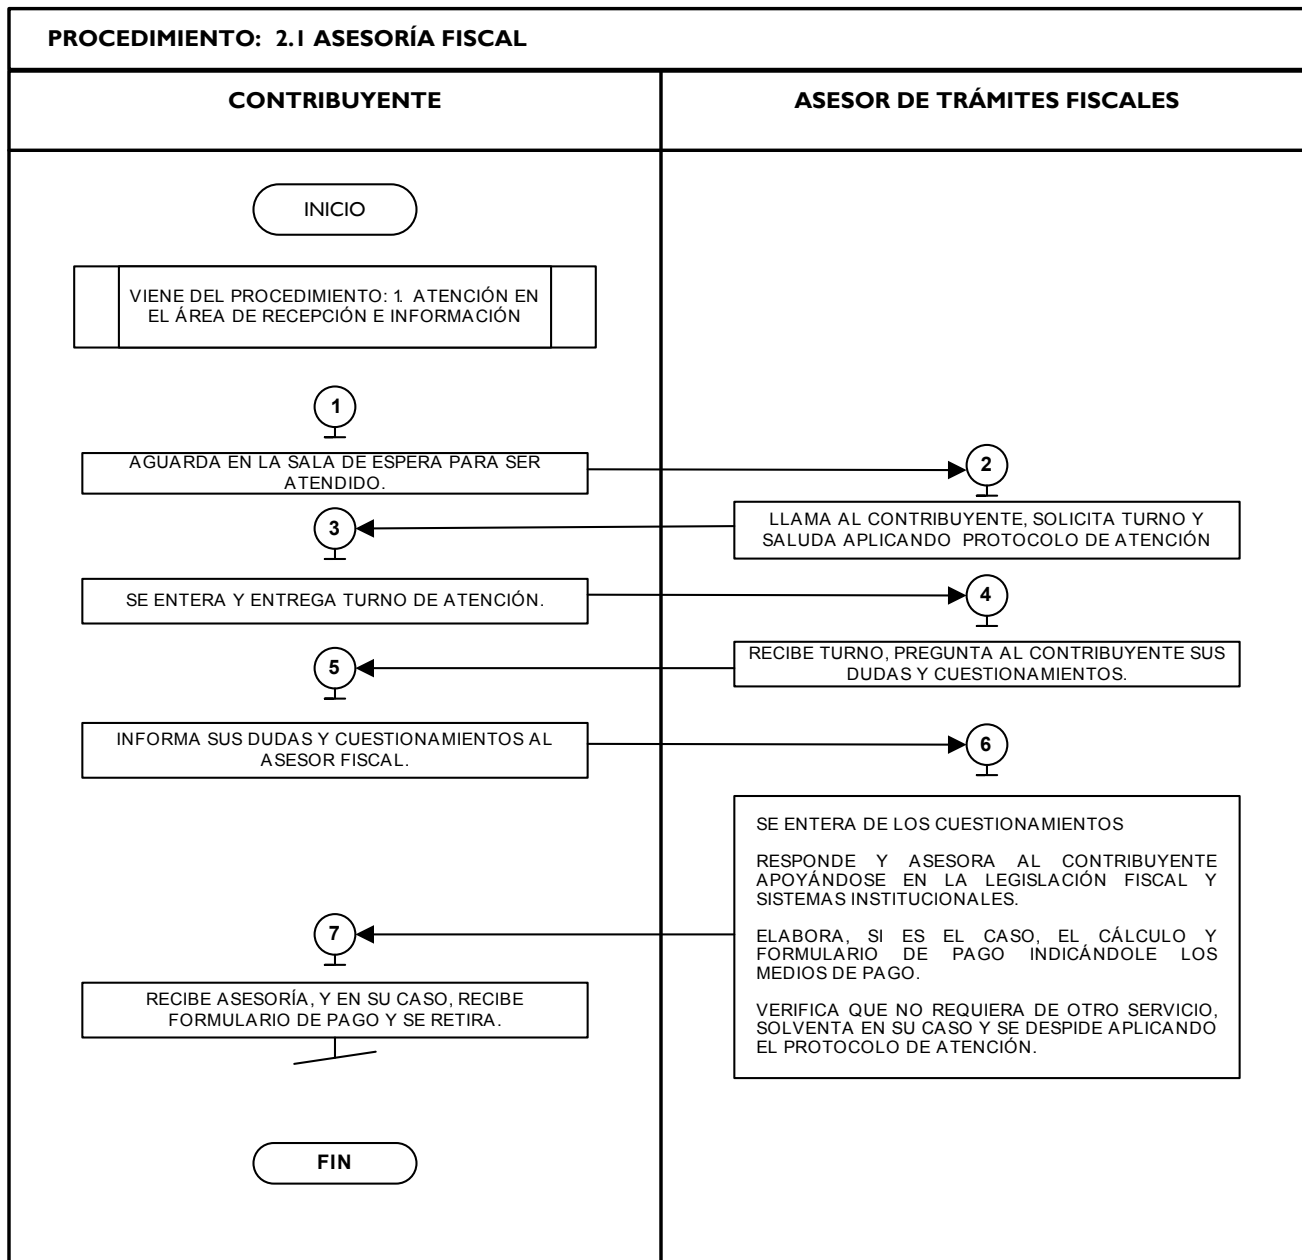 PROCEDIMIENTO: 2.1 ASESORÍA FISCAL
CONTRIBUYENTE
ASESOR DE TRÁMITES FISCALES
INICIO
VIENE DEL PROCEDIMIENTO: 1. ATENCIÓN EN
EL ÁREA DE RECEPCIÓN E INFORMACIÓN
1
AGUARDA EN LA SALA DE ESPERA PARA SER
ATENDIDO.
2
LLAMA AL CONTRIBUYENTE, SOLICITA TURNO Y
SALUDA APLICANDO PROTOCOLO DE ATENCIÓN
3
SE ENTERA Y ENTREGA TURNO DE ATENCIÓN.
4
RECIBE TURNO, PREGUNTA AL CONTRIBUYENTE SUS
DUDAS Y CUESTIONAMIENTOS.
5
INFORMA SUS DUDAS Y CUESTIONAMIENTOS AL
ASESOR FISCAL.
6
SE ENTERA DE LOS CUESTIONAMIENTOS
RESPONDE Y ASESORA AL CONTRIBUYENTE
APOYÁNDOSE EN LA LEGISLACIÓN FISCAL Y
SISTEMAS INSTITUCIONALES.
ELABORA, SI ES EL CASO, EL CÁLCULO Y
FORMULARIO DE PAGO INDICÁNDOLE LOS
MEDIOS DE PAGO.
VERIFICA QUE NO REQUIERA DE OTRO SERVICIO,
SOLVENTA EN SU CASO Y SE DESPIDE APLICANDO
EL PROTOCOLO DE ATENCIÓN.
7
RECIBE ASESORÍA, Y EN SU CASO, RECIBE
FORMULARIO DE PAGO Y SE RETIRA.
FIN